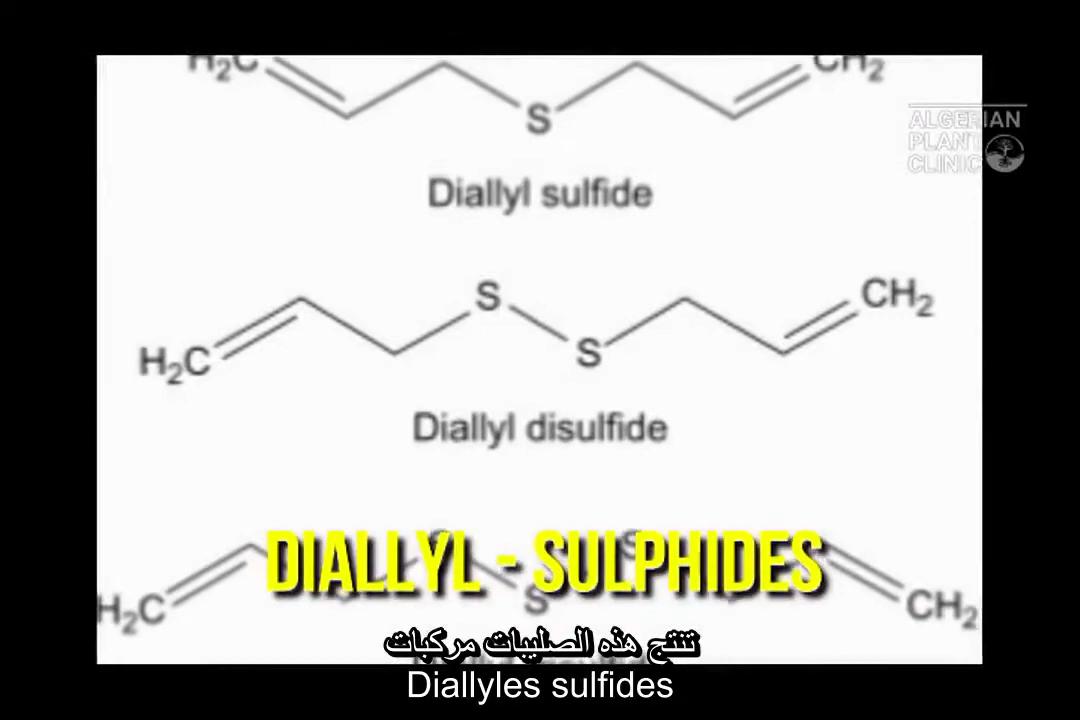 H₂C
CH₂
S
ALGERIAN
PLANT
CLINIC
Diallyl sulfide
S
CH₂
H₂C
S
Diallyl disulfide
DIALLYL - SULPHIDES
S
H₂C
CH₂
تنتج هذه الصليبات مركبات
Diallyles sulfides